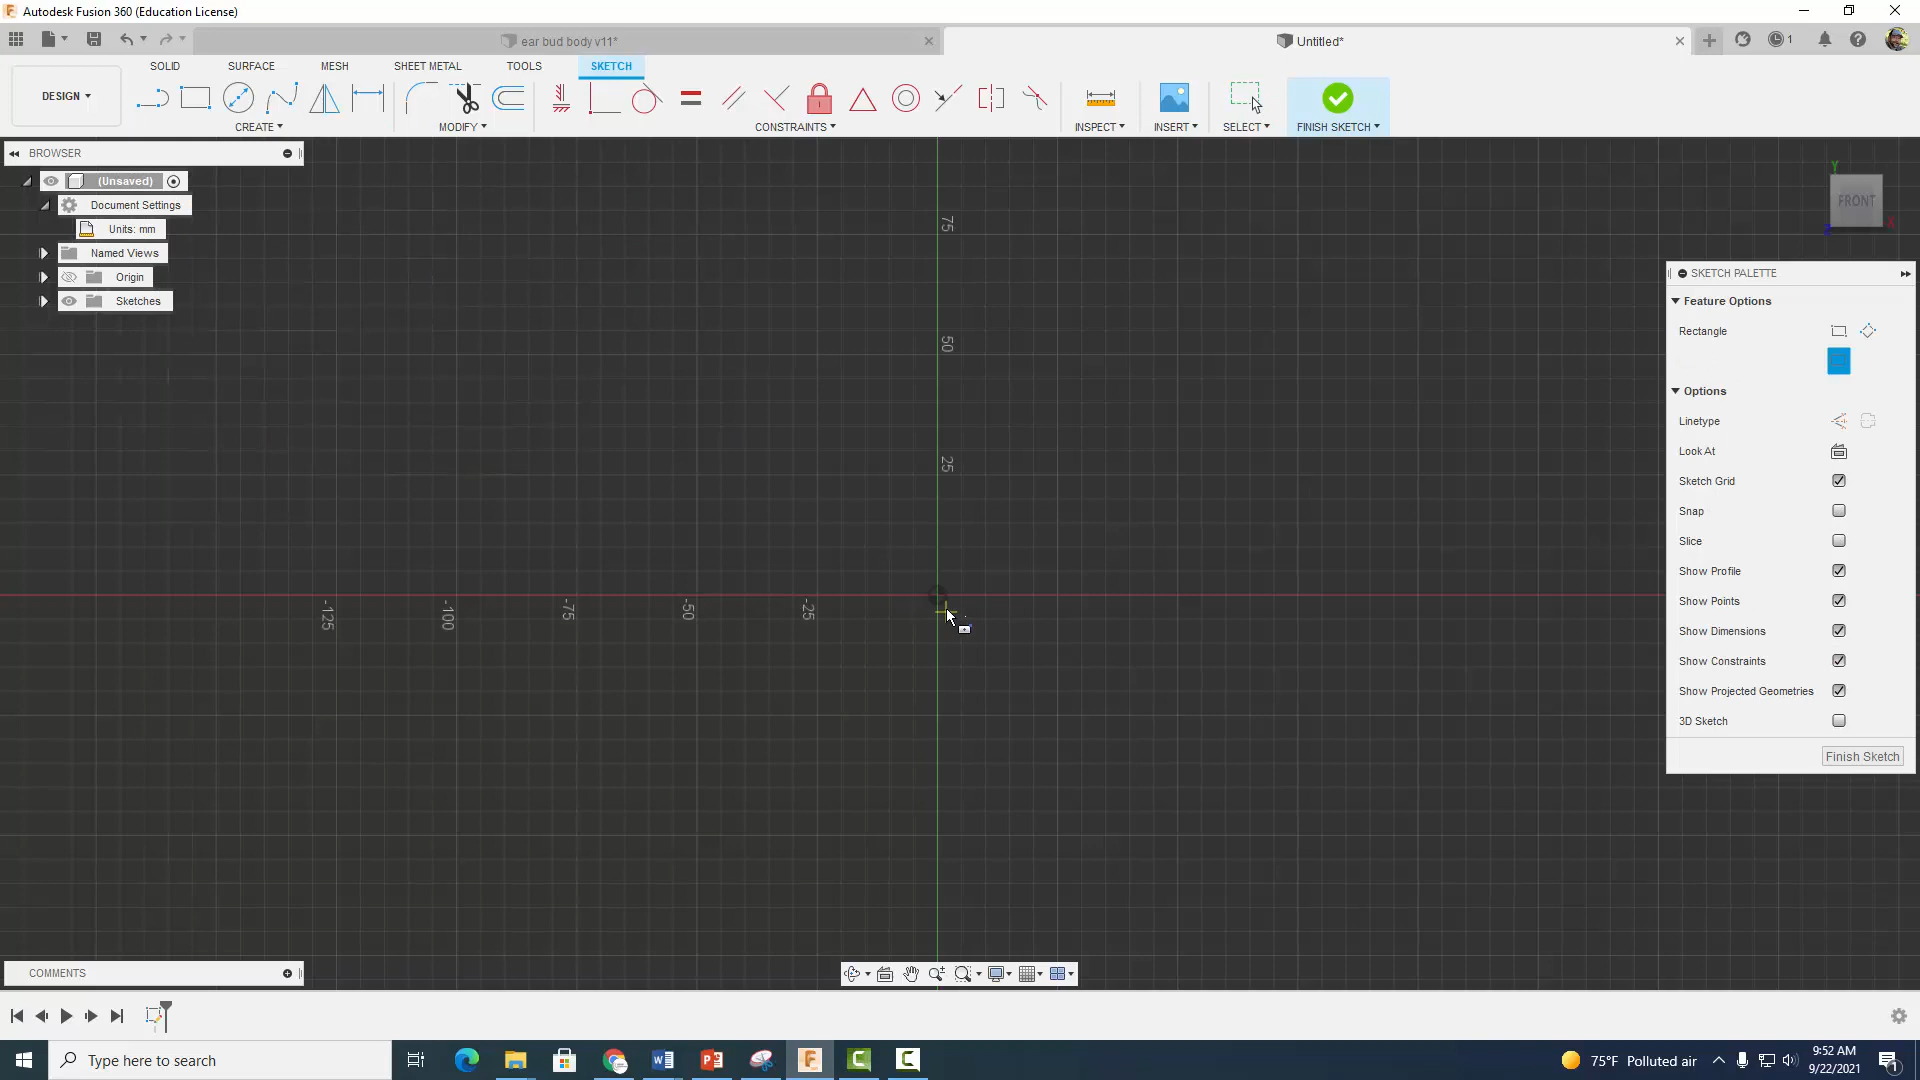 Autodesk Fusion 360 (Education License)
ear bud body v11*
Untitled*
1
SOLID
SURFACE
MESH
SHEET METAL
TOOLS
SKETCH
DESIGN
CREATE
MODIFY
CONSTRAINTS
INSPECT
INSERT
SELECT
FINISH SKETCH
BROWSER
(Unsaved)
Document Settings
Units: mm
Named Views
Origin
Sketches
75
50
25
-125
-100
-75
-50
-25
Y
FRONT
X
Z
SKETCH PALETTE
Feature Options
Rectangle
Options
Linetype
Look At
Sketch Grid
Snap
Slice
Show Profile
Show Points
Show Dimensions
Show Constraints
Show Projected Geometries
3D Sketch
Finish Sketch
COMMENTS
Type here to search
75°F Polluted air
9:52 AM
9/22/2021
1